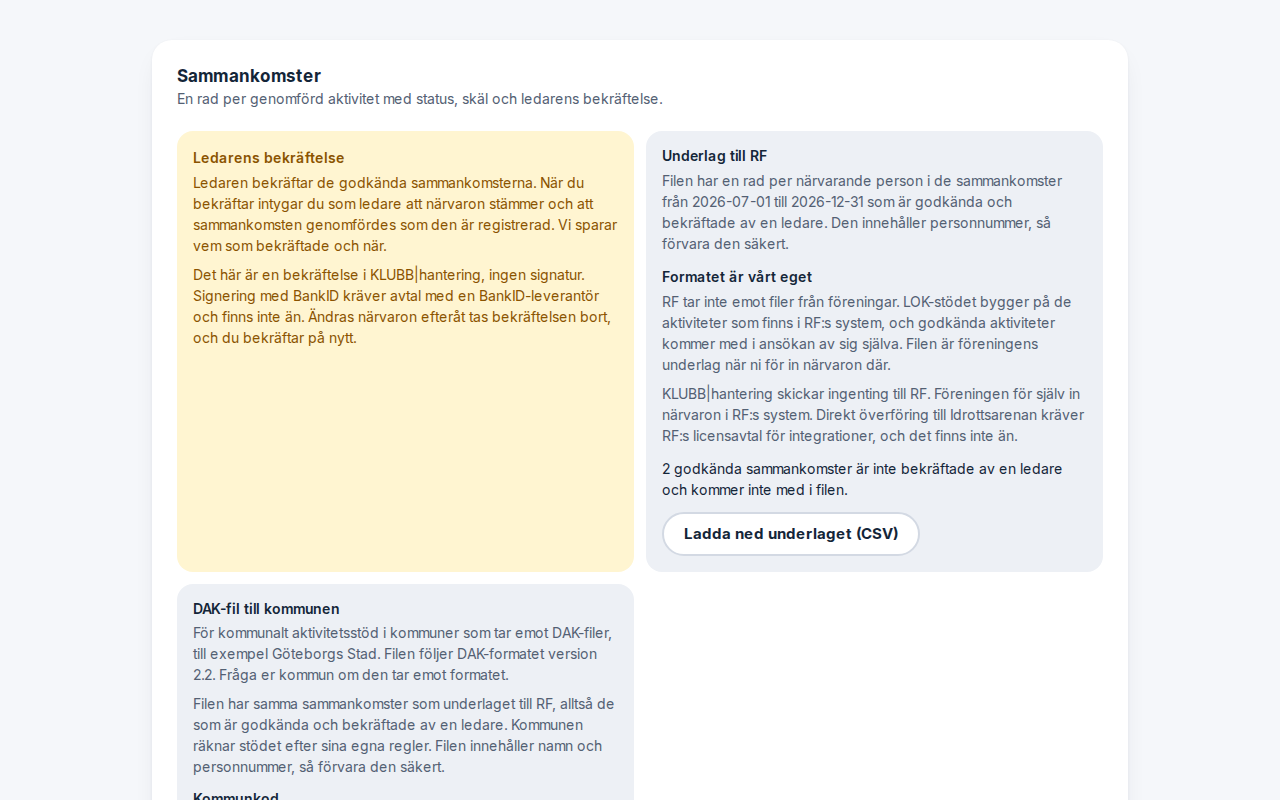 Sammankomster
En rad per genomförd aktivitet med status, skäl och ledarens bekräftelse.
Ledarens bekräftelse
Ledaren bekräftar de godkända sammankomsterna. När du
bekräftar intygar du som ledare att närvaron stämmer och att
sammankomsten genomfördes som den är registrerad. Vi sparar
vem som bekräftade och när.
Det här är en bekräftelse i KLUBB|hantering, ingen signatur.
Signering med BankID kräver avtal med en BankID-leverantör
och finns inte än. Ändras närvaron efteråt tas bekräftelsen bort,
och du bekräftar på nytt.
Underlag till RF
Filen har en rad per närvarande person i de sammankomster
från 2026-07-01 till 2026-12-31 som är godkända och
bekräftade av en ledare. Den innehåller personnummer, så
förvara den säkert.
Formatet är vårt eget
RF tar inte emot filer från föreningar. LOK-stödet bygger på de
aktiviteter som finns i RF:s system, och godkända aktiviteter
kommer med i ansökan av sig själva. Filen är föreningens
underlag när ni för in närvaron där.
KLUBB|hantering skickar ingenting till RF. Föreningen för själv in
närvaron i RF:s system. Direkt överföring till Idrottsarenan kräver
RF:s licensavtal för integrationer, och det finns inte än.
2 godkända sammankomster är inte bekräftade av en ledare
och kommer inte med i filen.
Ladda ned underlaget (CSV)
DAK-fil till kommunen
För kommunalt aktivitetsstöd i kommuner som tar emot DAK-filer,
till exempel Göteborgs Stad. Filen följer DAK-formatet version
2.2. Fråga er kommun om den tar emot formatet.
Filen har samma sammankomster som underlaget till RF, alltså de
som är godkända och bekräftade av en ledare. Kommunen
räknar stödet efter sina egna regler. Filen innehåller namn och
personnummer, så förvara den säkert.
Kommunkod